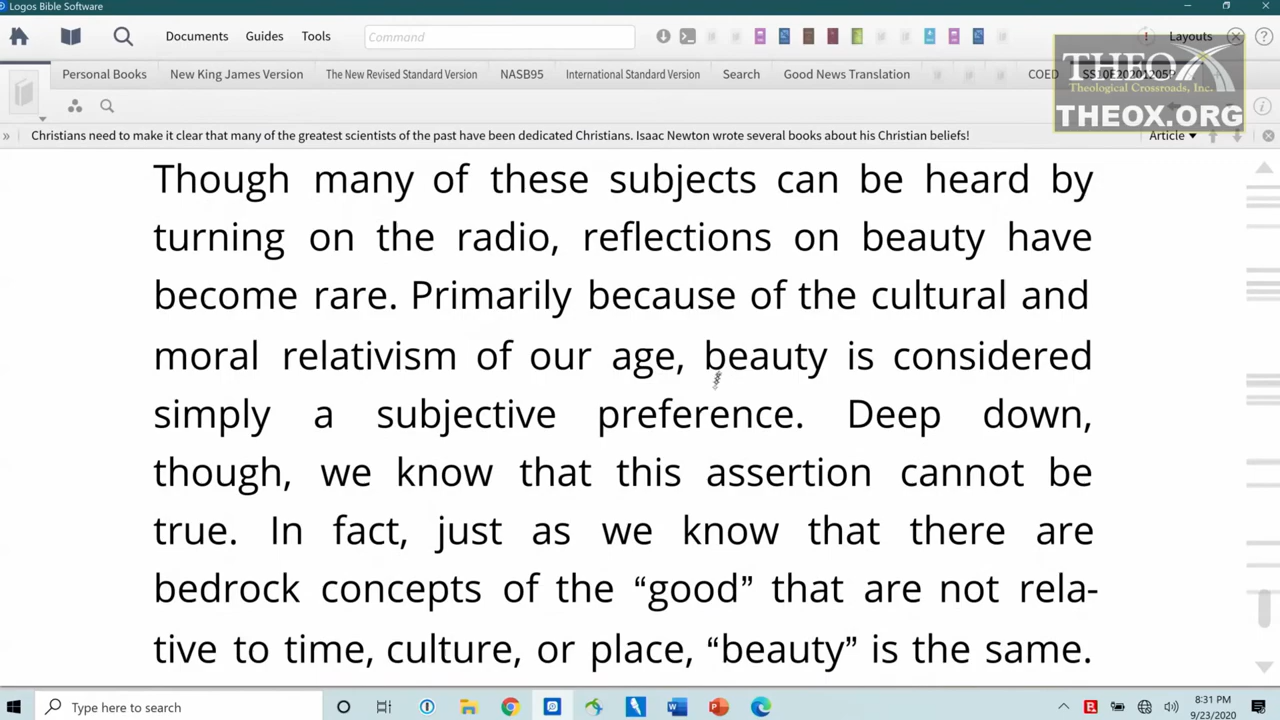 Logos Bible Software
Documents Guides Tools Command Layouts
Personal Books New King James Version The New Revised Standard Version NASB95 International Standard Version Search Good News Translation COED SS10E20201205P
THEOX
Theological Crossroads, Inc.
THEOX.ORG
Christians need to make it clear that many of the greatest scientists of the past have been dedicated Christians. Isaac Newton wrote several books about his Christian beliefs! Article
Though many of these subjects can be heard by
turning on the radio, reflections on beauty have
become rare. Primarily because of the cultural and
moral relativism of our age, beauty is considered
simply a subjective preference. Deep down,
though, we know that this assertion cannot be
true. In fact, just as we know that there are
bedrock concepts of the “good” that are not rela-
tive to time, culture, or place, “beauty” is the same.
Type here to search
8:31 PM
9/23/2020